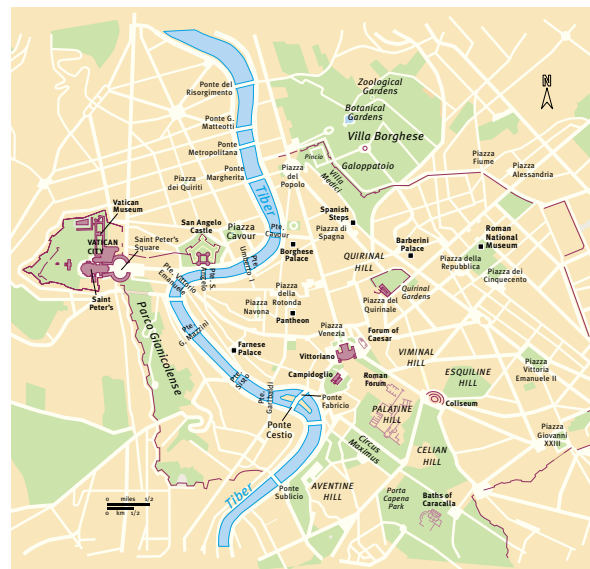 Ponte del
Risorgimento
Zoological
Gardens
N
Botanical
Gardens
Ponte G.
Matteotti
Villa Borghese
Ponte
Metropolitana
Pincio
Galoppatoio
Piazza
Fiume
Piazza
Alessandria
Ponte
Margherita
Piazza
del
Popolo
Villa
Medici
Piazza
dei Quiriti
Tiber
Vatican
Museum
Spanish
Steps
San Angelo
Castle
Piazza
Cavour
Pte.
Cavour
Piazza di
Spagna
Roman
National
Museum
VATICAN
CITY
Saint Peter's
Square
Borghese
Palace
Barberini
Palace
QUIRINAL
HILL
Piazza della
Repubblica
Pte.
Umberto I
Pte. S.
Angelo
Pte. Vittorio
Emanuele
Piazza dei
Cinquecento
Saint
Peter's
Piazza
della
Rotonda
Quirinal
Gardens
Piazza
Navona
Piazza del
Quirinale
Parco Gianicolense
Pantheon
Pte.
G. Mazzini
Piazza
Venezia
Forum of
Caesar
Farnese
Palace
Vittoriano
VIMINAL
HILL
Campidoglio
Roman
Forum
ESQUILINE
HILL
Piazza
Vittoria
Emanuele II
Pte.
Sisto
Pte.
Garibaldi
Ponte
Fabricio
Coliseum
PALATINE
HILL
Ponte
Cestio
Circus
Maximus
CELIAN
HILL
Piazza
Giovanni
XXIII
Tiber
Ponte
Sublicio
AVENTINE
HILL
Porta
Capena
Park
Baths of
Caracalla
0 miles 1/2
0 km 1/2